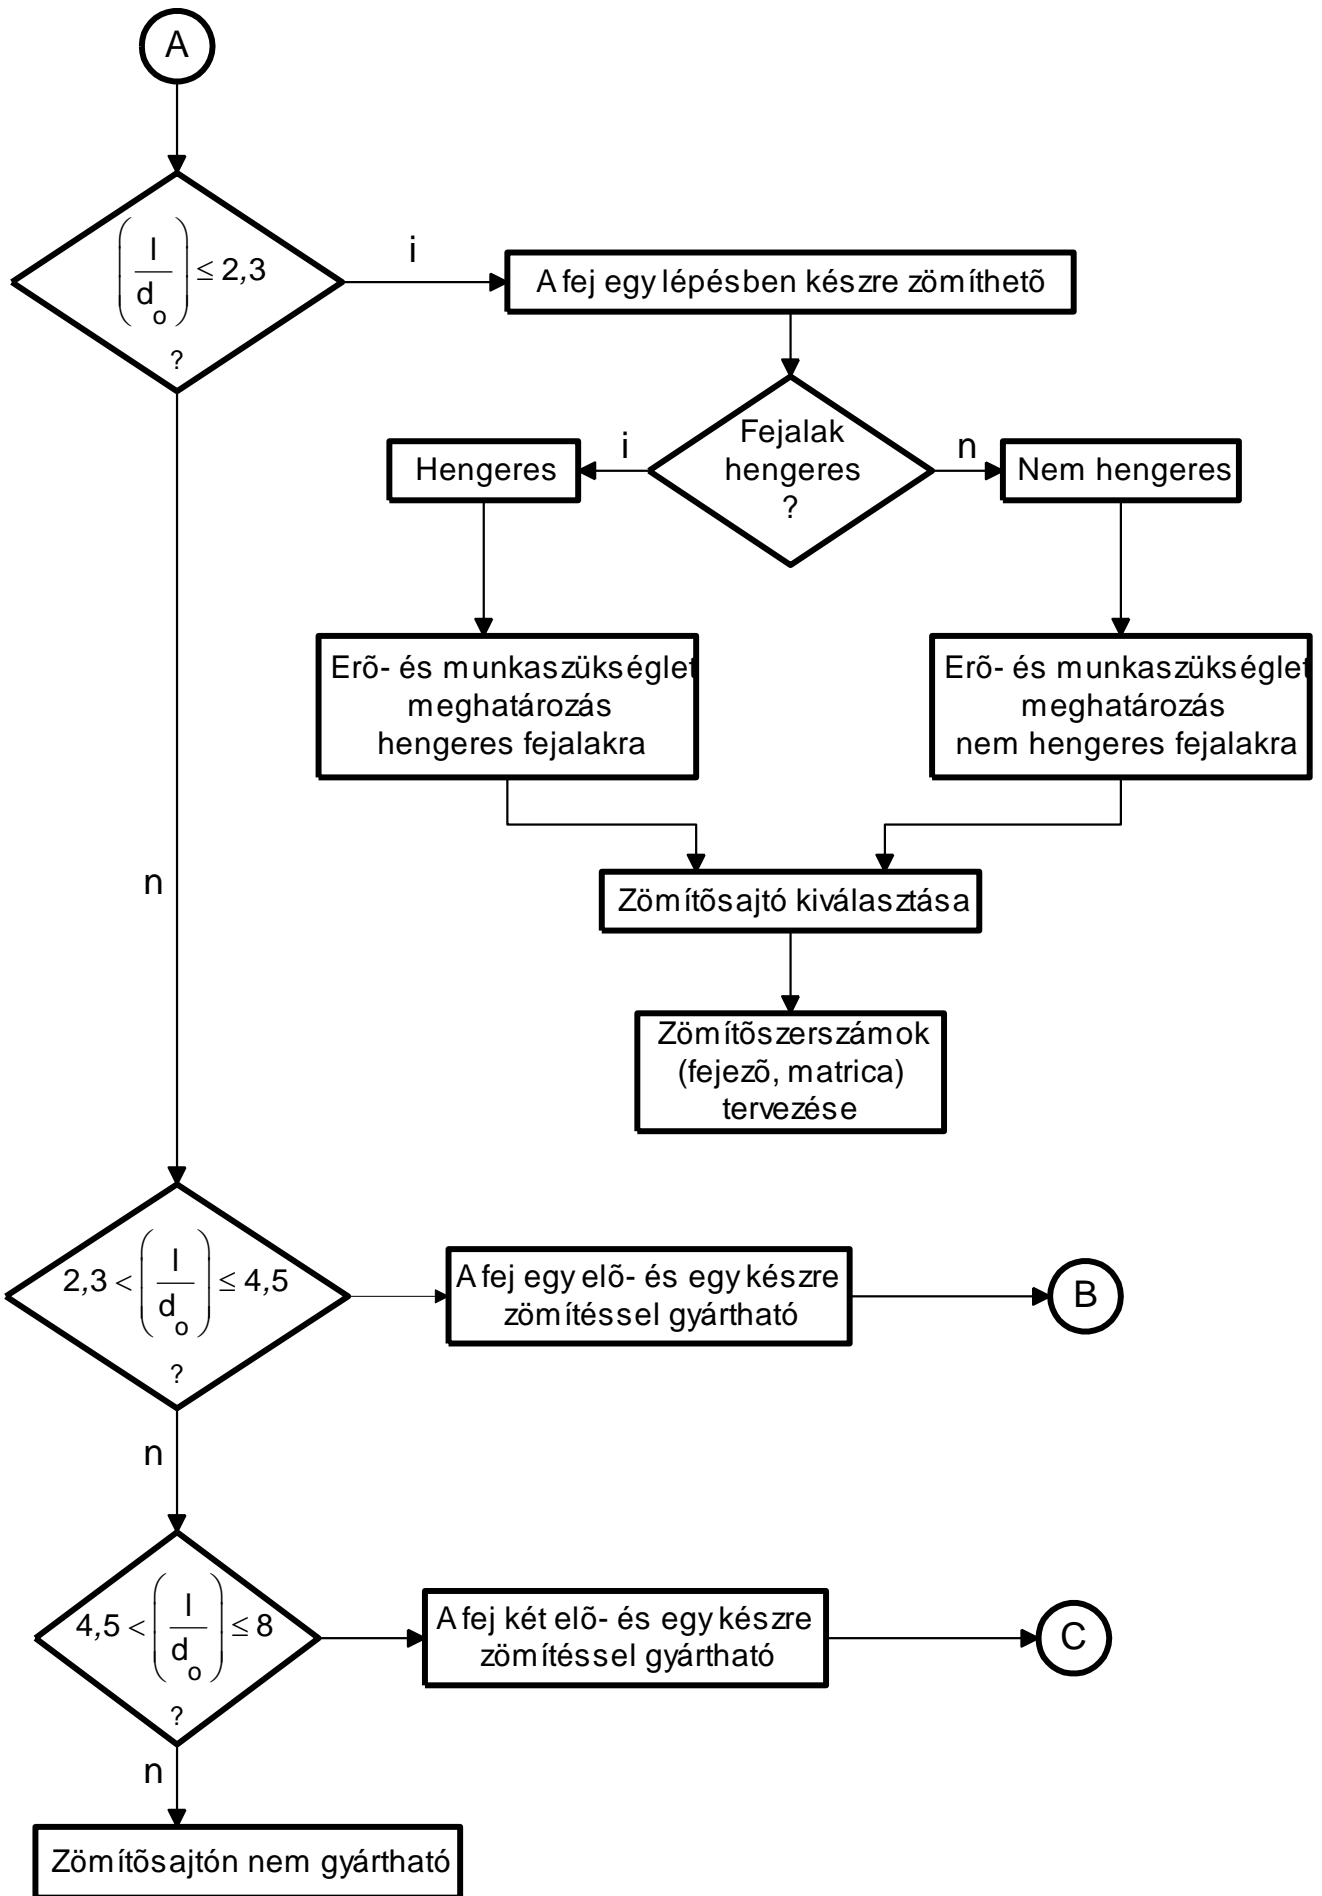 A
( l / d o ) ≤ 2,3
?
i
A fej egy lépésben készre zömíthetõ
Fejalak
hengeres
?
i
n
Hengeres
Nem hengeres
Erõ- és munkaszükséglet
meghatározás
hengeres fejalakra
Erõ- és munkaszükséglet
meghatározás
nem hengeres fejalakra
n
Zömítõsajtó kiválasztása
Zömítõszerszámok
(fejezõ, matrica)
tervezése
2,3 < ( l / d o ) ≤ 4,5
?
A fej egy elõ- és egy készre
zömítéssel gyártható
B
n
4,5 < ( l / d o ) ≤ 8
?
A fej két elõ- és egy készre
zömítéssel gyártható
C
n
Zömítõsajtón nem gyártható